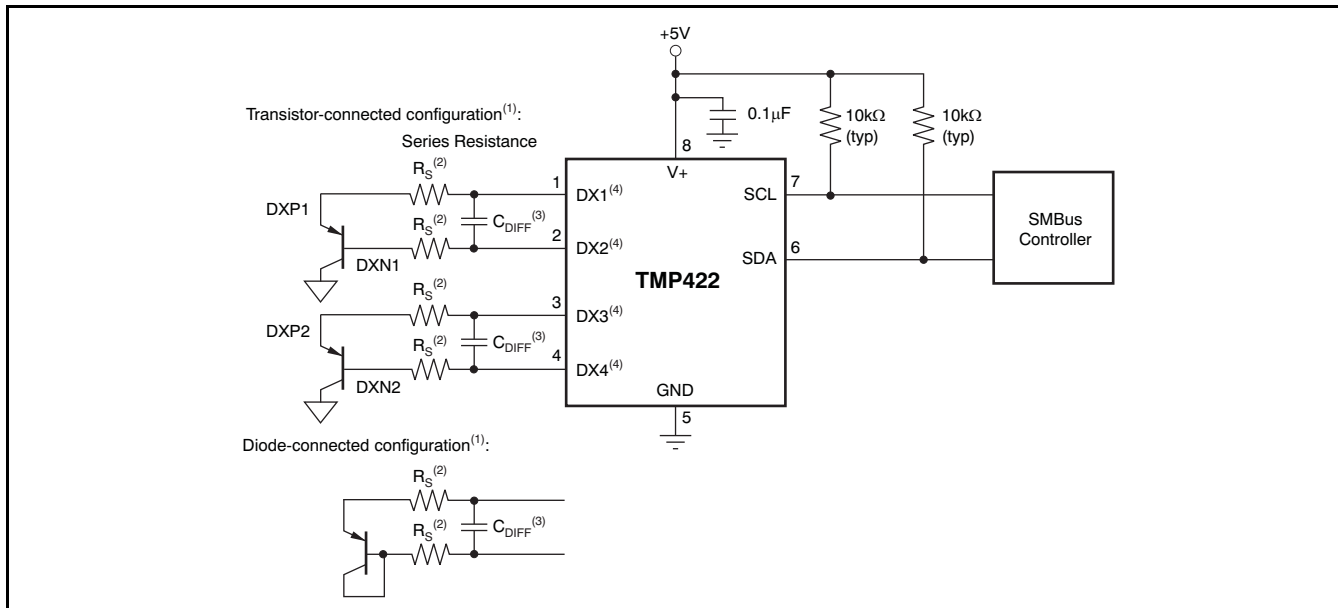 +5V
Transistor-connected configuration(1):
Series Resistance
0.1μF
10kΩ
(typ)
10kΩ
(typ)
8
V+
RS(2)
1
DX1(4)
SCL
7
DXP1
CDIFF(3)
RS(2)
2
DX2(4)
DXN1
SDA
6
SMBus
Controller
TMP422
RS(2)
3
DX3(4)
DXP2
CDIFF(3)
RS(2)
4
DX4(4)
DXN2
GND
5
Diode-connected configuration(1):
RS(2)
CDIFF(3)
RS(2)